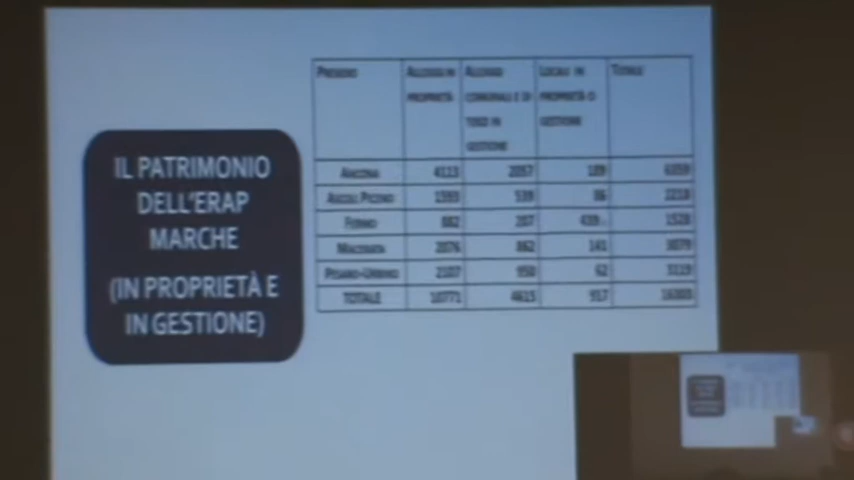 IL PATRIMONIO
DELL'ERAP
MARCHE
(IN PROPRIETÀ E
IN GESTIONE)
PRESIDIO ALLOGGI IN PROPRIETÀ ALLOGGI COMUNALI E DI TERZI IN GESTIONE LOCALI IN PROPRIETÀ O GESTIONE TOTALE
ANCONA 4113 2057 189
ASCOLI PICENO 1593 539 86 2218
FERMO 882 207 439 1528
MACERATA 2076 862 141 3079
PESARO-URBINO 2107 950 62 3119
TOTALE 10771 4615 917